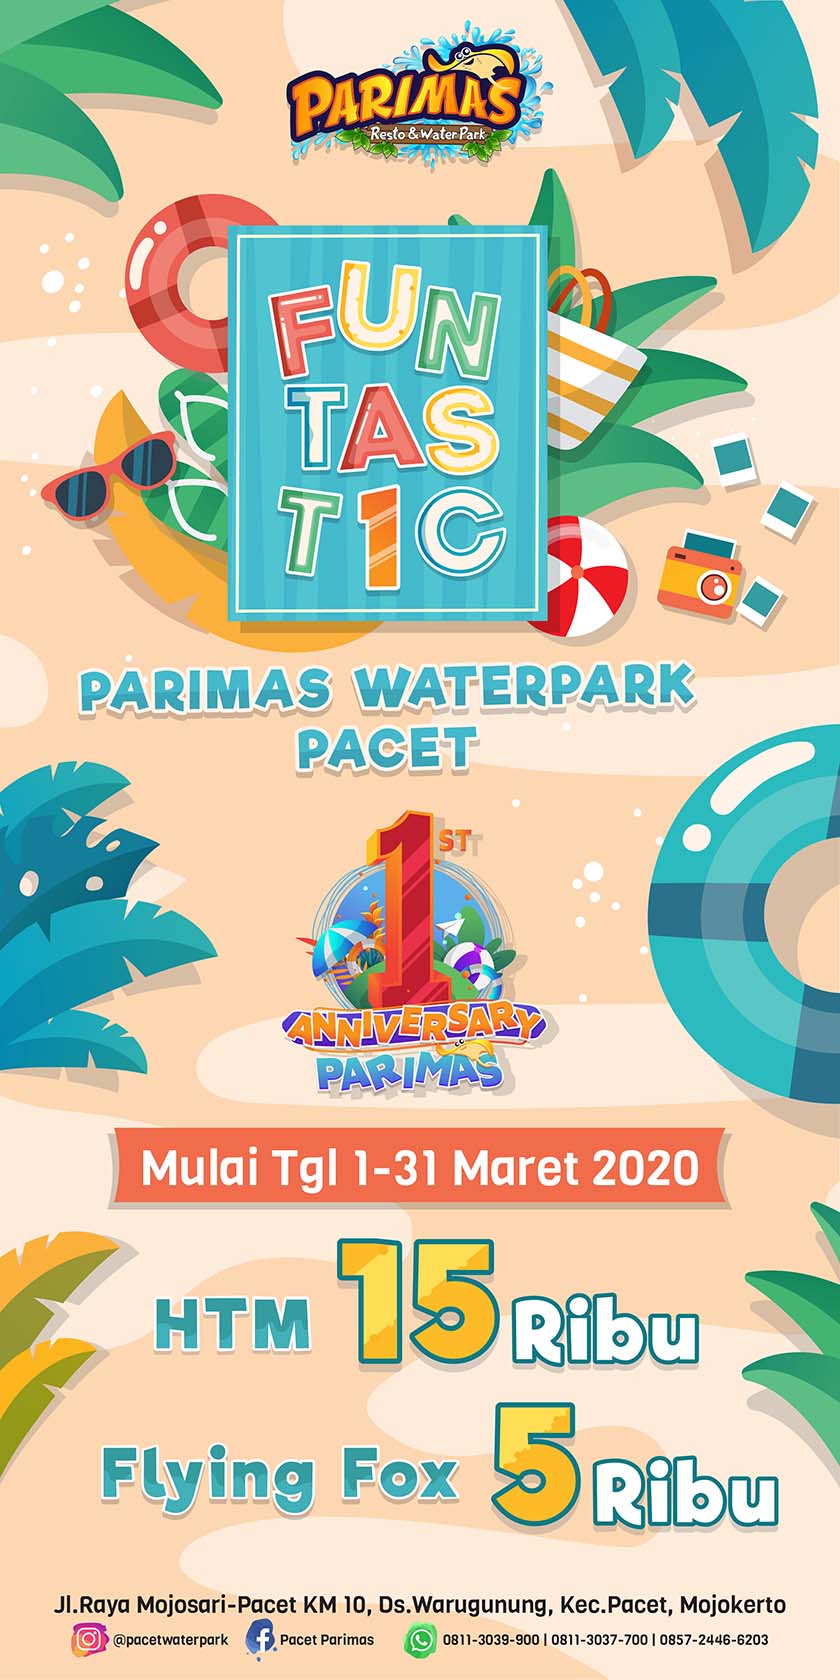 PARIMAS
Resto & Water Park
FUN
TAS
T1C
PARIMAS WATERPARK
PACET
1ST
ANNIVERSARY
PARIMAS
Mulai Tgl 1-31 Maret 2020
HTM 15 Ribu
Flying Fox 5 Ribu
Jl.Raya Mojosari-Pacet KM 10, Ds.Warugunung, Kec.Pacet, Mojokerto
@pacetwaterpark Pacet Parimas 0811-3039-900 | 0811-3037-700 | 0857-2446-6203